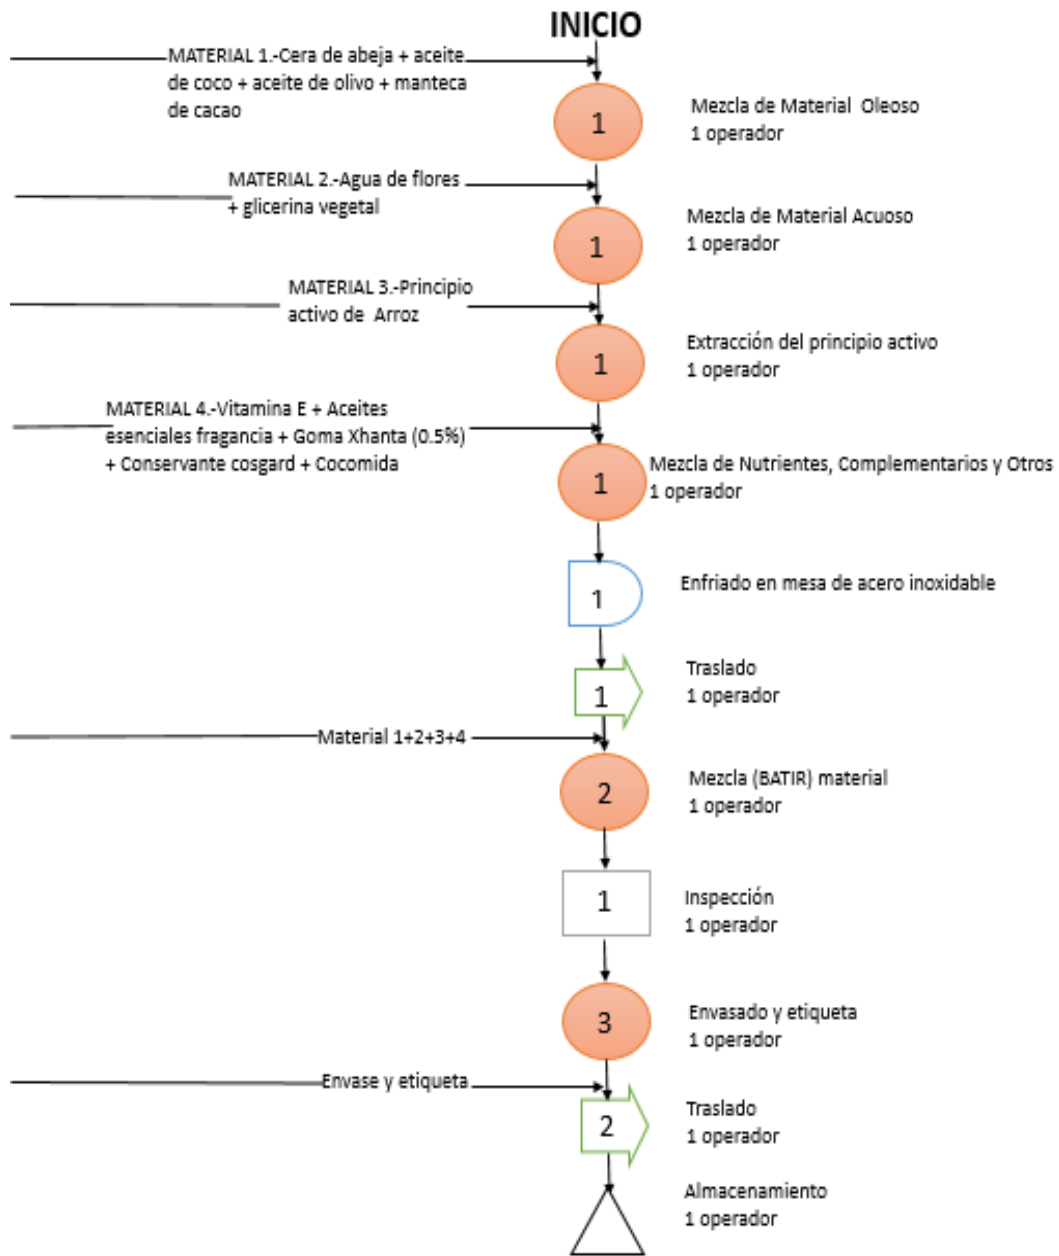 INICIO
MATERIAL 1.-Cera de abeja + aceite
de coco + aceite de olivo + manteca
de cacao
1
Mezcla de Material Oleoso
1 operador
MATERIAL 2.-Agua de flores
+ glicerina vegetal
1
Mezcla de Material Acuoso
1 operador
MATERIAL 3.-Principio
activo de Arroz
1
Extracción del principio activo
1 operador
MATERIAL 4.-Vitamina E + Aceites
esenciales fragancia + Goma Xhanta (0.5%)
+ Conservante cosgard + Cocomida
1
Mezcla de Nutrientes, Complementarios y Otros
1 operador
1
Enfriado en mesa de acero inoxidable
1
Traslado
1 operador
Material 1+2+3+4
2
Mezcla (BATIR) material
1 operador
1
Inspección
1 operador
3
Envasado y etiqueta
1 operador
Envase y etiqueta
2
Traslado
1 operador
Almacenamiento
1 operador